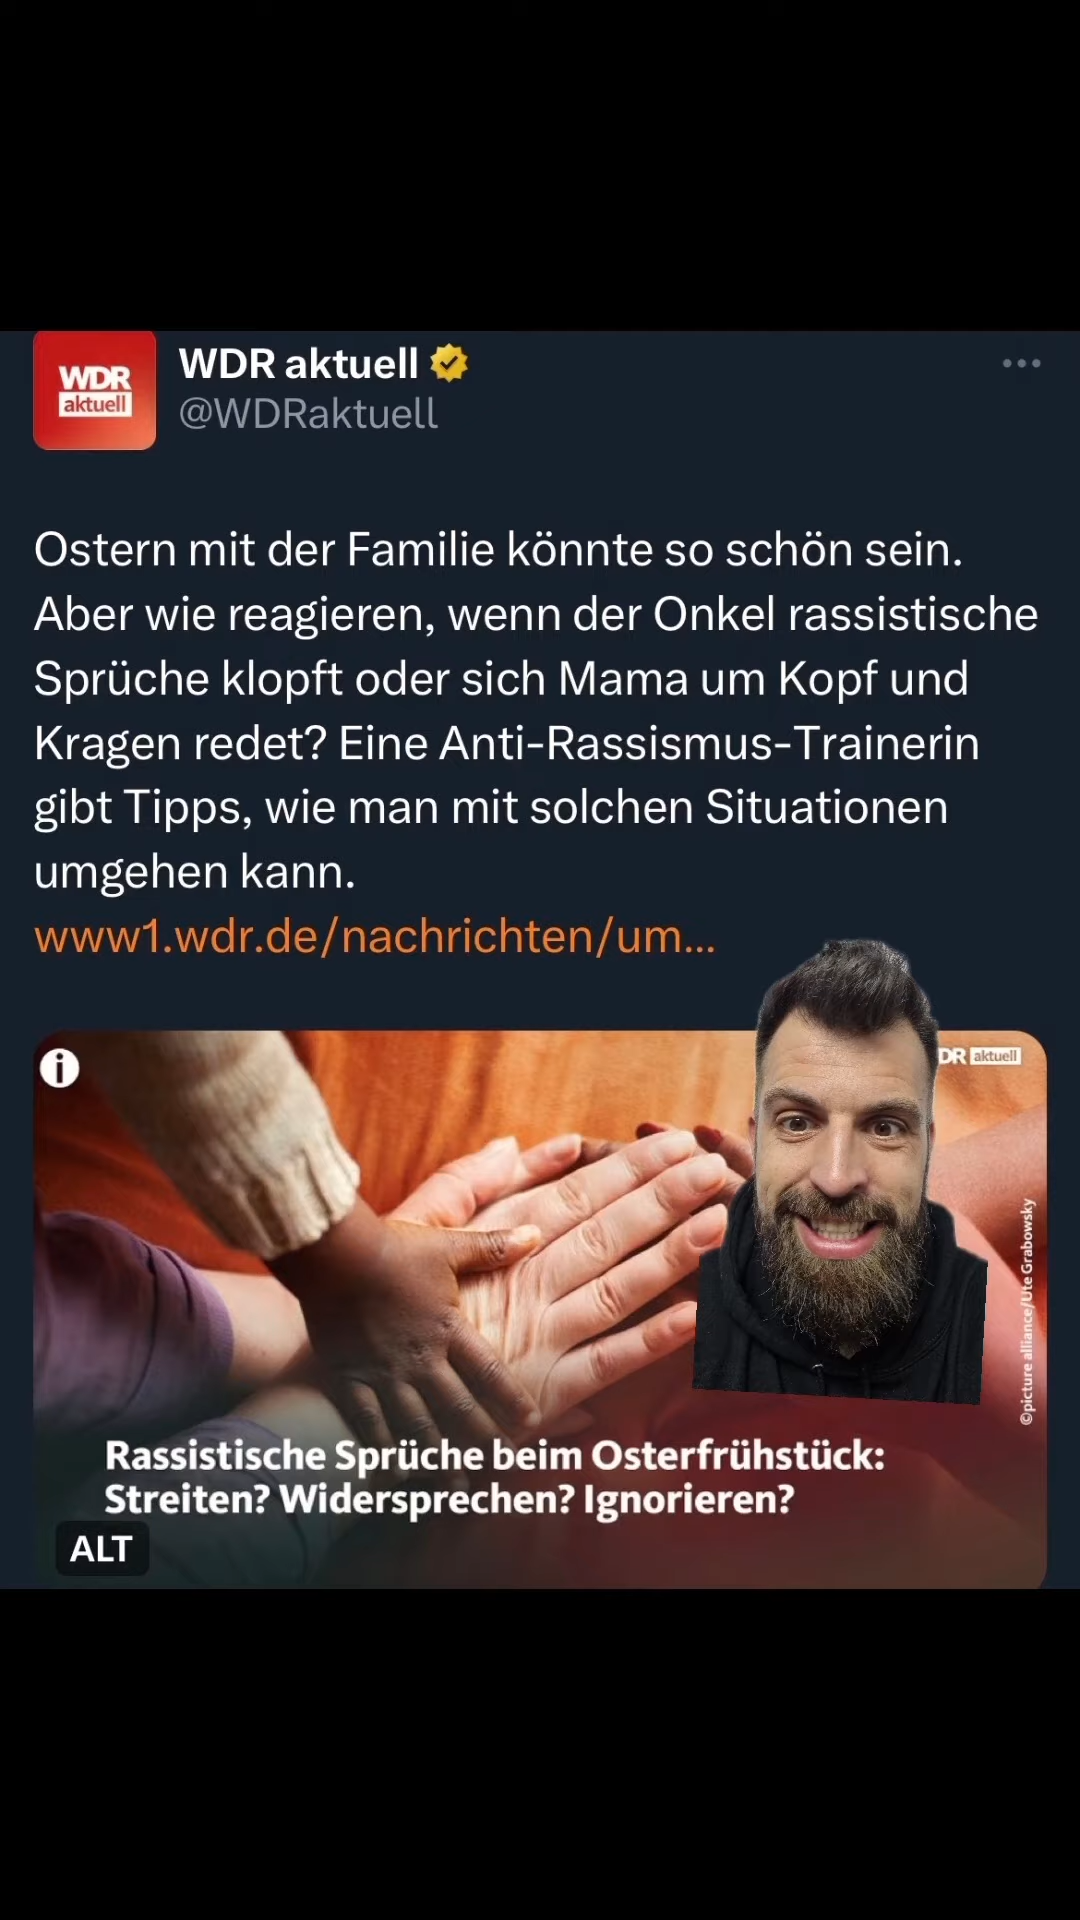 WDR
aktuell
WDR aktuell
@WDRaktuell
Ostern mit der Familie könnte so schön sein.
Aber wie reagieren, wenn der Onkel rassistische
Sprüche klopft oder sich Mama um Kopf und
Kragen redet? Eine Anti-Rassismus-Trainerin
gibt Tipps, wie man mit solchen Situationen
umgehen kann.
www1.wdr.de/nachrichten/um...
i
DR aktuell
©picture alliance/Ute Grabowsky
Rassistische Sprüche beim Osterfrühstück:
Streiten? Widersprechen? Ignorieren?
ALT